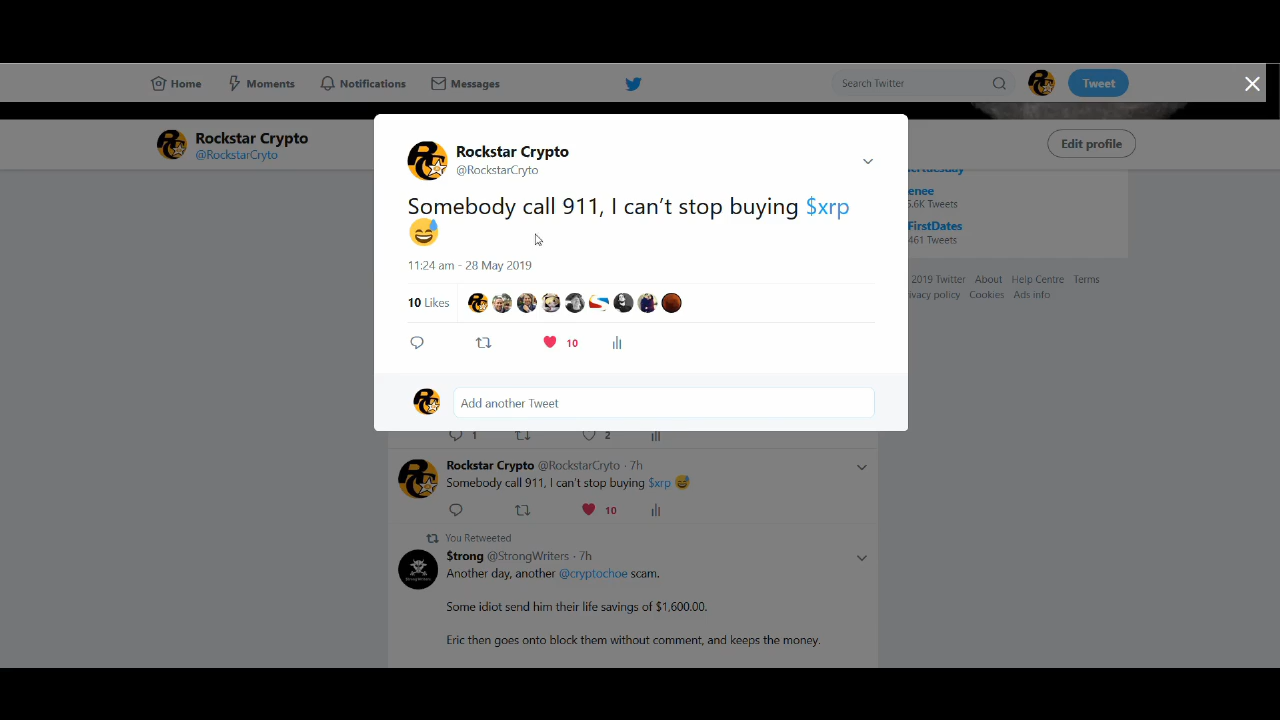 Home
Moments
Notifications
Messages
Search Twitter
Tweet
Rockstar Crypto
@RockstarCryto
Edit profile
Rockstar Crypto
@RockstarCryto
Somebody call 911, I can't stop buying $xrp
😅
11:24 am - 28 May 2019
10 Likes
10
Add another Tweet
enee
5.6K Tweets
FirstDates
461 Tweets
2019 Twitter About Help Centre Terms
ivacy policy Cookies Ads info
1
2
Rockstar Crypto @RockstarCryto · 7h
Somebody call 911, I can't stop buying $xrp 😅
10
You Retweeted
$trong @StrongWriters · 7h
Another day, another @cryptochoe scam.
Some idiot send him their life savings of $1,600.00.
Eric then goes onto block them without comment, and keeps the money.